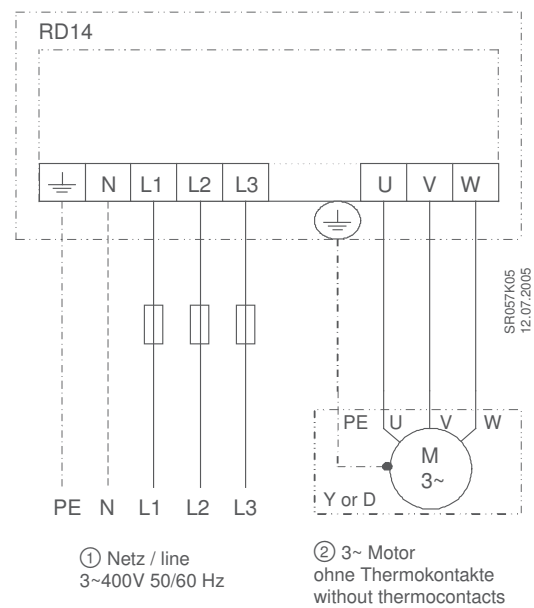 RD14
N L1 L2 L3 U V W
SR057K05
12.07.2005
PE U V W
M
3~
Y or D
PE N L1 L2 L3
① Netz / line
3~400V 50/60 Hz
② 3~ Motor
ohne Thermokontakte
without thermocontacts